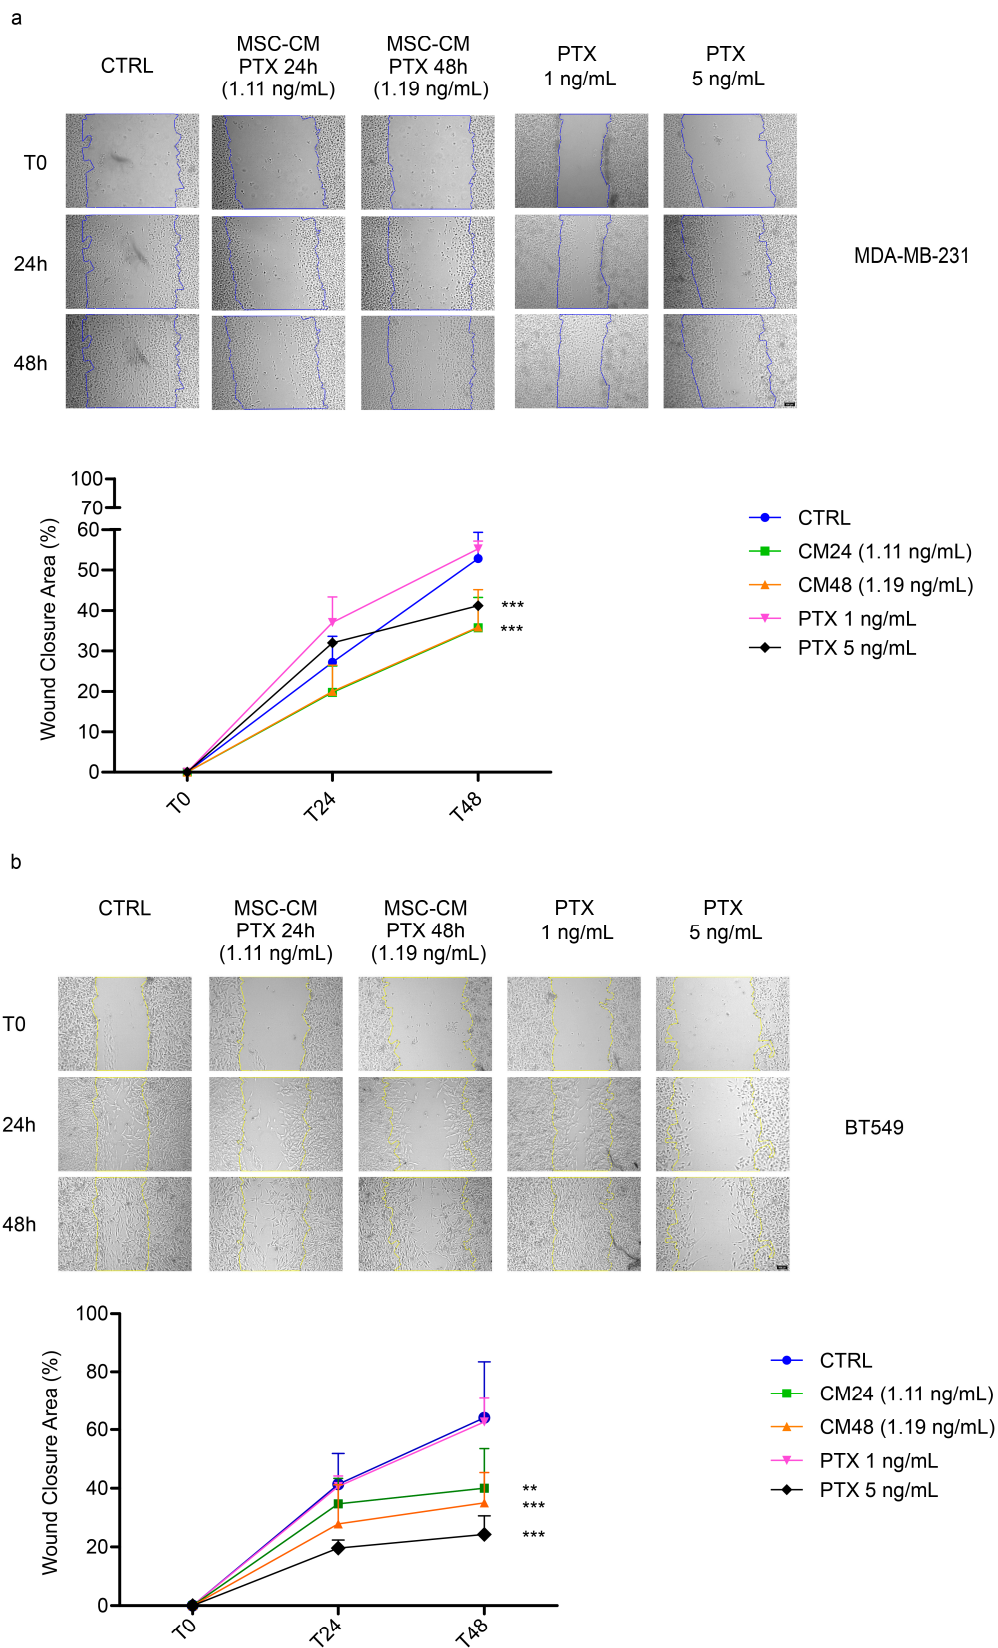 a
CTRL
MSC-CM
PTX 24h
(1.11 ng/mL)
MSC-CM
PTX 48h
(1.19 ng/mL)
PTX
1 ng/mL
PTX
5 ng/mL
T0
24h
48h
MDA-MB-231
Wound Closure Area (%)
100
70
60
50
40
30
20
10
0
T0
T24
T48
***
***
CTRL
CM24 (1.11 ng/mL)
CM48 (1.19 ng/mL)
PTX 1 ng/mL
PTX 5 ng/mL
b
CTRL
MSC-CM
PTX 24h
(1.11 ng/mL)
MSC-CM
PTX 48h
(1.19 ng/mL)
PTX
1 ng/mL
PTX
5 ng/mL
T0
24h
48h
BT549
Wound Closure Area (%)
100
80
60
40
20
0
T0
T24
T48
**
***
***
CTRL
CM24 (1.11 ng/mL)
CM48 (1.19 ng/mL)
PTX 1 ng/mL
PTX 5 ng/mL